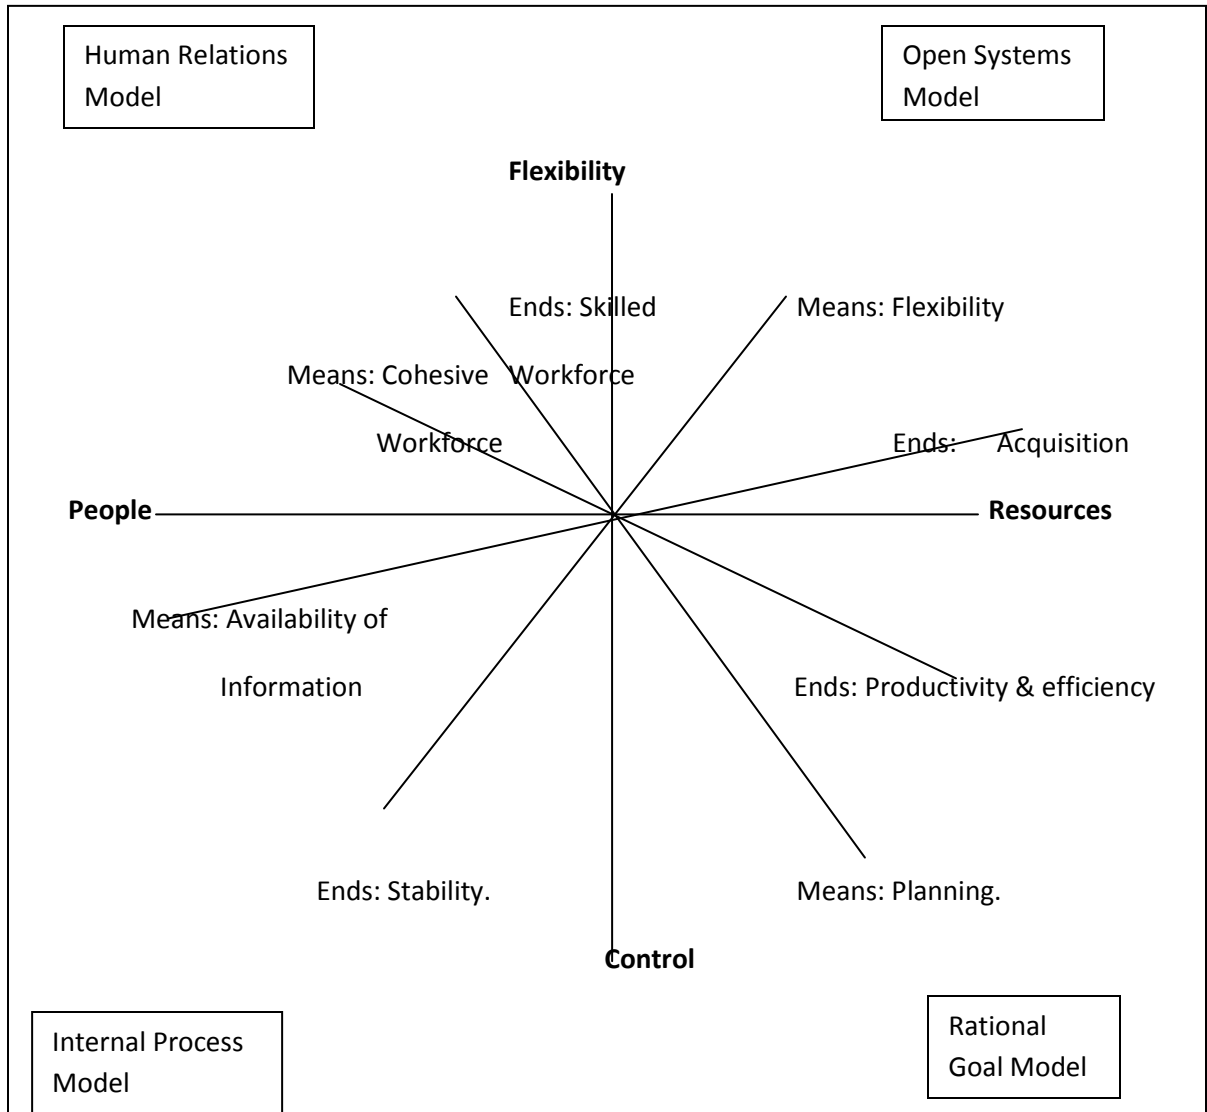 Human Relations
Model
Open Systems
Model
Flexibility
Ends: Skilled
Workforce
Means: Flexibility
Means: Cohesive
Workforce
Ends: Acquisition
People
Resources
Means: Availability of
Information
Ends: Productivity & efficiency
Ends: Stability.
Means: Planning.
Control
Internal Process
Model
Rational
Goal Model